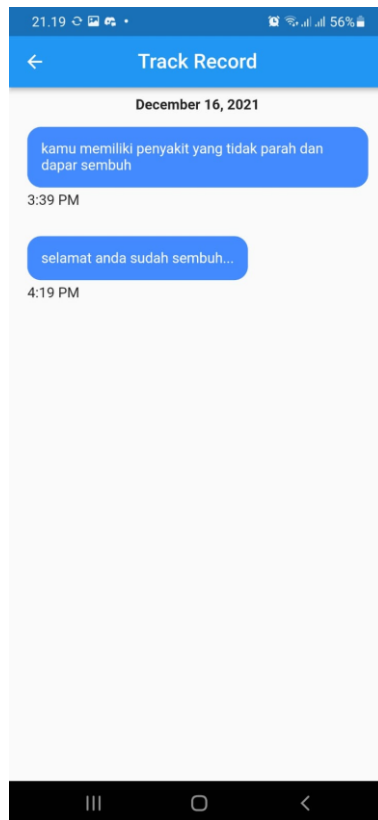 21.19 56%
Track Record
December 16, 2021
kamu memiliki penyakit yang tidak parah dan
dapar sembuh
3:39 PM
selamat anda sudah sembuh...
4:19 PM